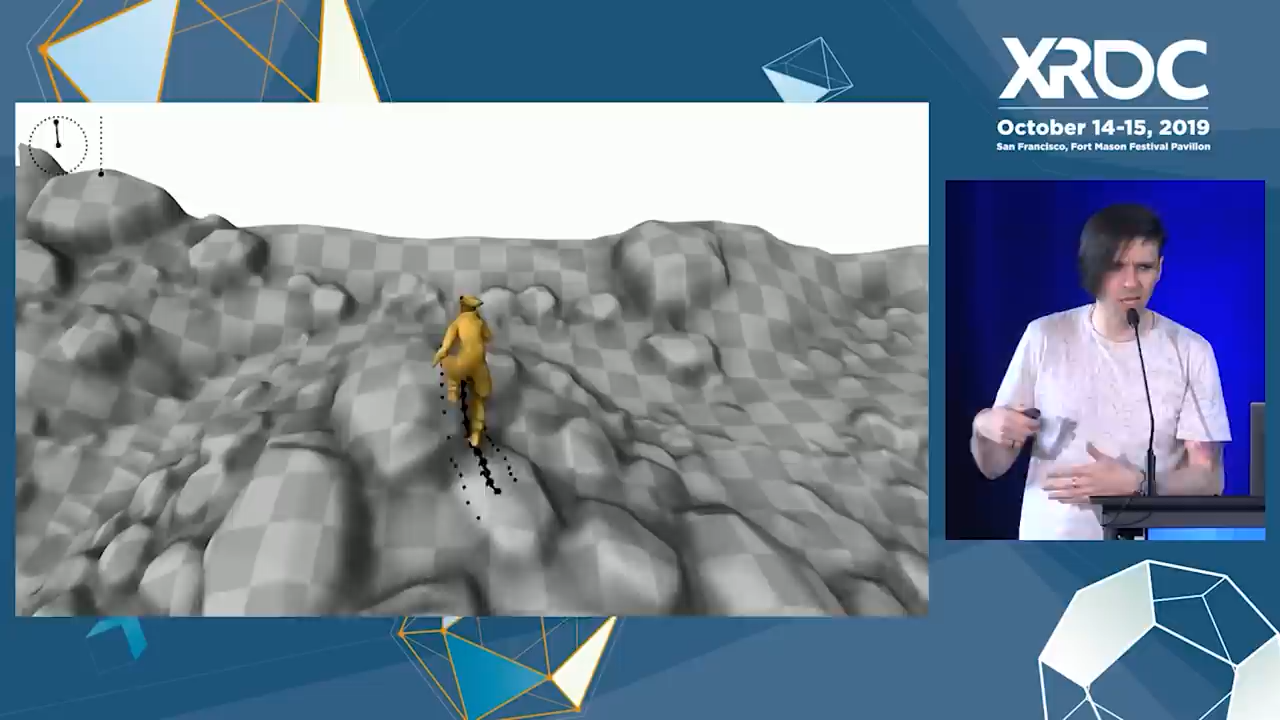 XRDC
October 14-15, 2019
San Francisco, Fort Mason Festival Pavilion